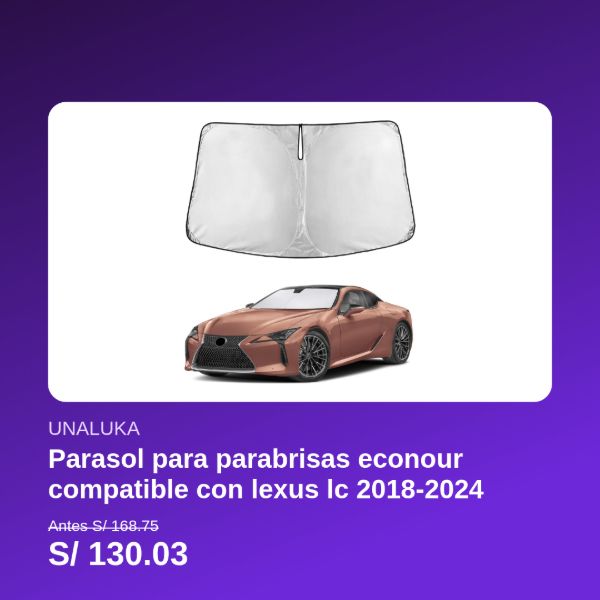 UNALUKA
Parasol para parabrisas econour
compatible con lexus lc 2018-2024
Antes S/ 168.75
S/ 130.03